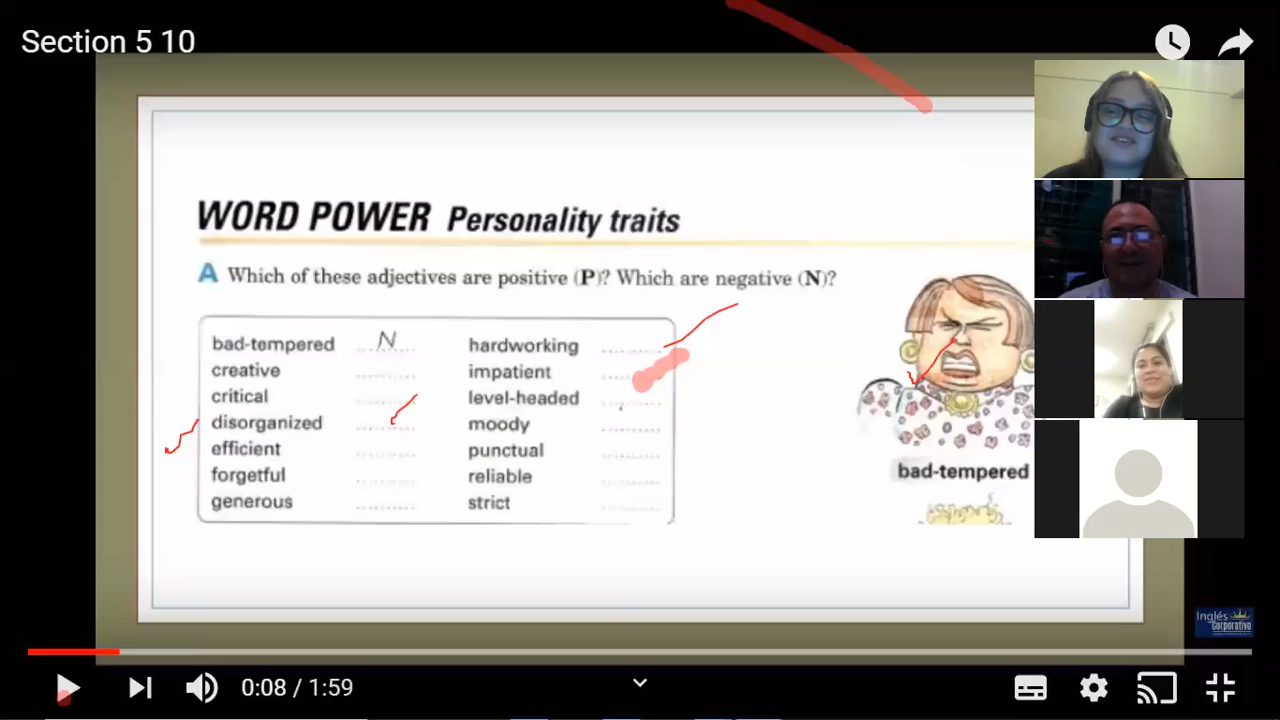 Section 5 10
WORD POWER Personality traits
A Which of these adjectives are positive (P)? Which are negative (N)?
bad-tempered N
creative
critical
disorganized
efficient
forgetful
generous
hardworking
impatient
level-headed
moody
punctual
reliable
strict
bad-tempered
Inglés
Corporativo
0:08 / 1:59